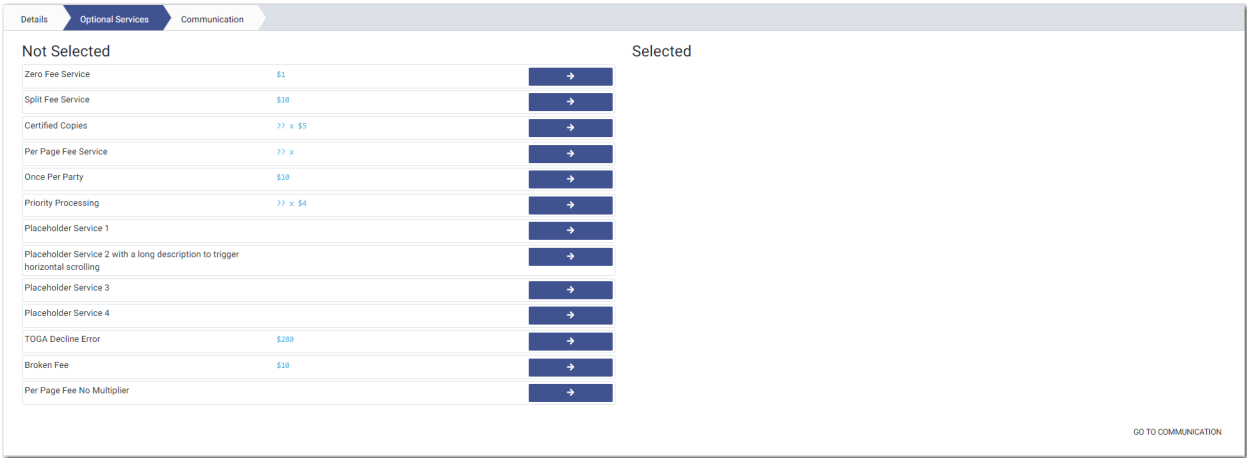 Details
Optional Services
Communication
Not Selected
Selected
Zero Fee Service $1
Split Fee Service $10
Certified Copies ?? x $5
Per Page Fee Service ?? x
Once Per Party $10
Priority Processing ?? x $4
Placeholder Service 1
Placeholder Service 2 with a long description to trigger
horizontal scrolling
Placeholder Service 3
Placeholder Service 4
TOGA Decline Error $280
Broken Fee $10
Per Page Fee No Multiplier
GO TO COMMUNICATION